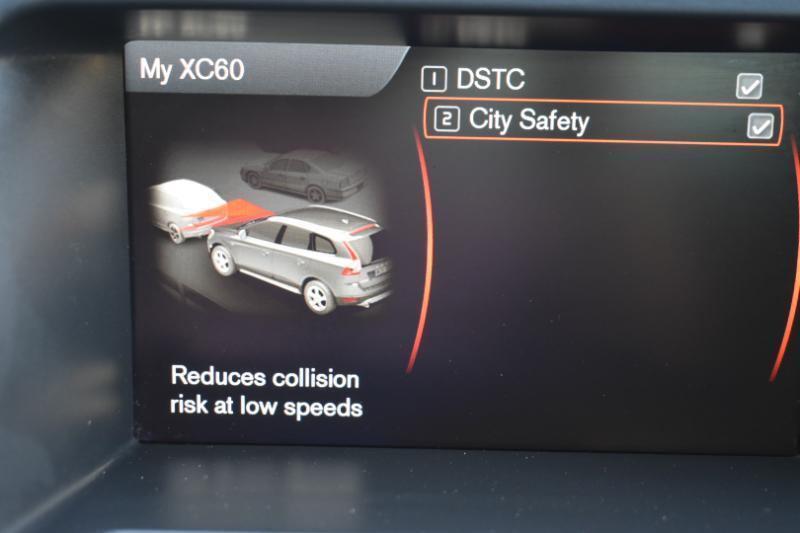 My XC60
1 DSTC
2 City Safety
Reduces collision
risk at low speeds